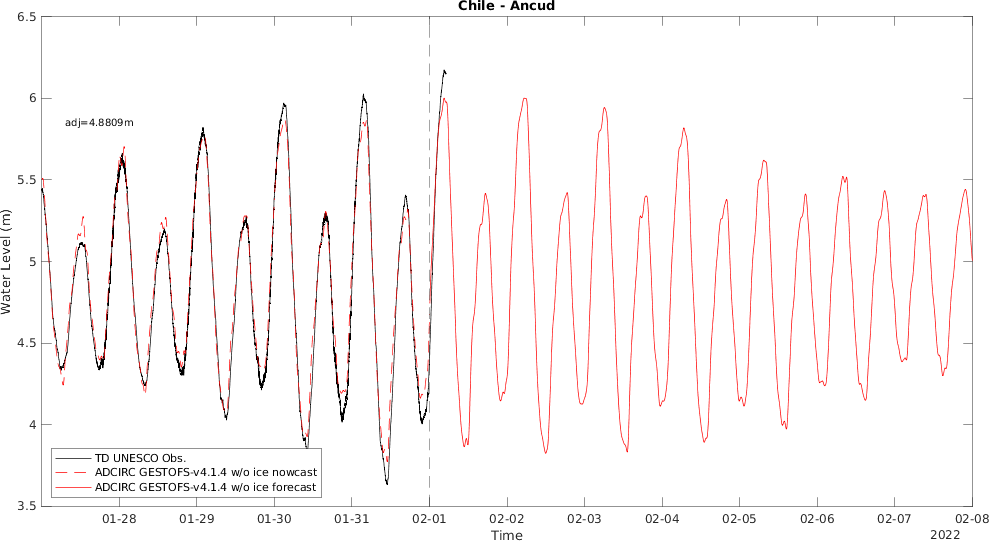 Chile - Ancud
6.5
6
5.5
5
4.5
4
3.5
Water Level (m)
adj=4.8809m
TD UNESCO Obs.
ADCIRC GESTOFS-v4.1.4 w/o ice nowcast
ADCIRC GESTOFS-v4.1.4 w/o ice forecast
01-28 01-29 01-30 01-31 02-01 02-02 02-03 02-04 02-05 02-06 02-07 02-08
Time
2022